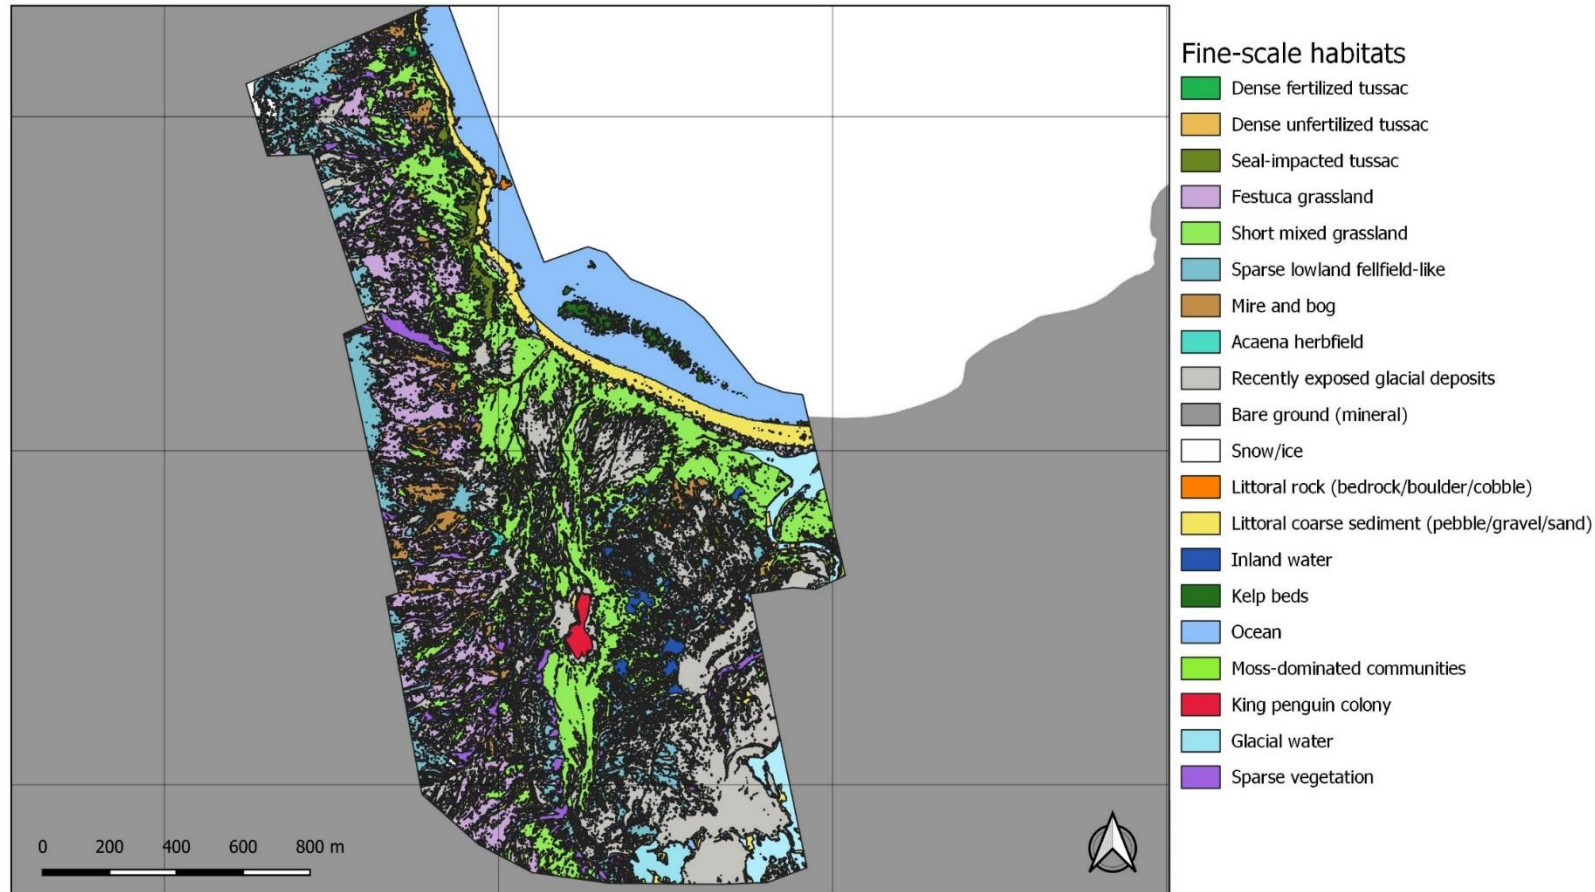 Fine-scale habitats
Dense fertilized tussac
Dense unfertilized tussac
Seal-impacted tussac
Festuca grassland
Short mixed grassland
Sparse lowland fellfield-like
Mire and bog
Acaena herbfield
Recently exposed glacial deposits
Bare ground (mineral)
Snow/ice
Littoral rock (bedrock/boulder/cobble)
Littoral coarse sediment (pebble/gravel/sand)
Inland water
Kelp beds
Ocean
Moss-dominated communities
King penguin colony
Glacial water
Sparse vegetation
0 200 400 600 800 m